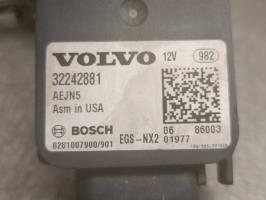 VOLVO 12V 982
32242881
AEJN5
Asm in USA
BOSCH EGS-NX2 06 86003
0281007900/901 01977